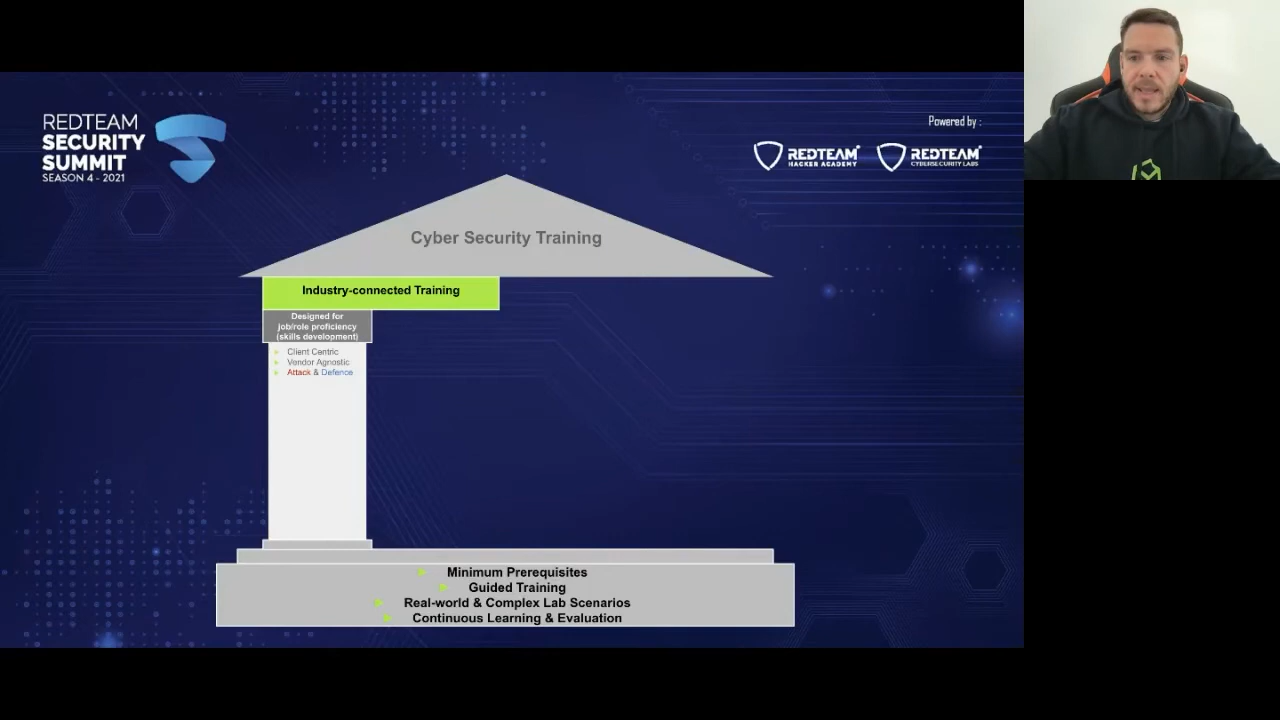 REDTEAM
SECURITY
SUMMIT
SEASON 4 - 2021
Powered by :
REDTEAM
HACKER ACADEMY
REDTEAM
CYBERSECURITY LABS
Cyber Security Training
Industry-connected Training
Designed for
job/role proficiency
(skills development)
Client Centric
Vendor Agnostic
Attack & Defence
Minimum Prerequisites
Guided Training
Real-world & Complex Lab Scenarios
Continuous Learning & Evaluation